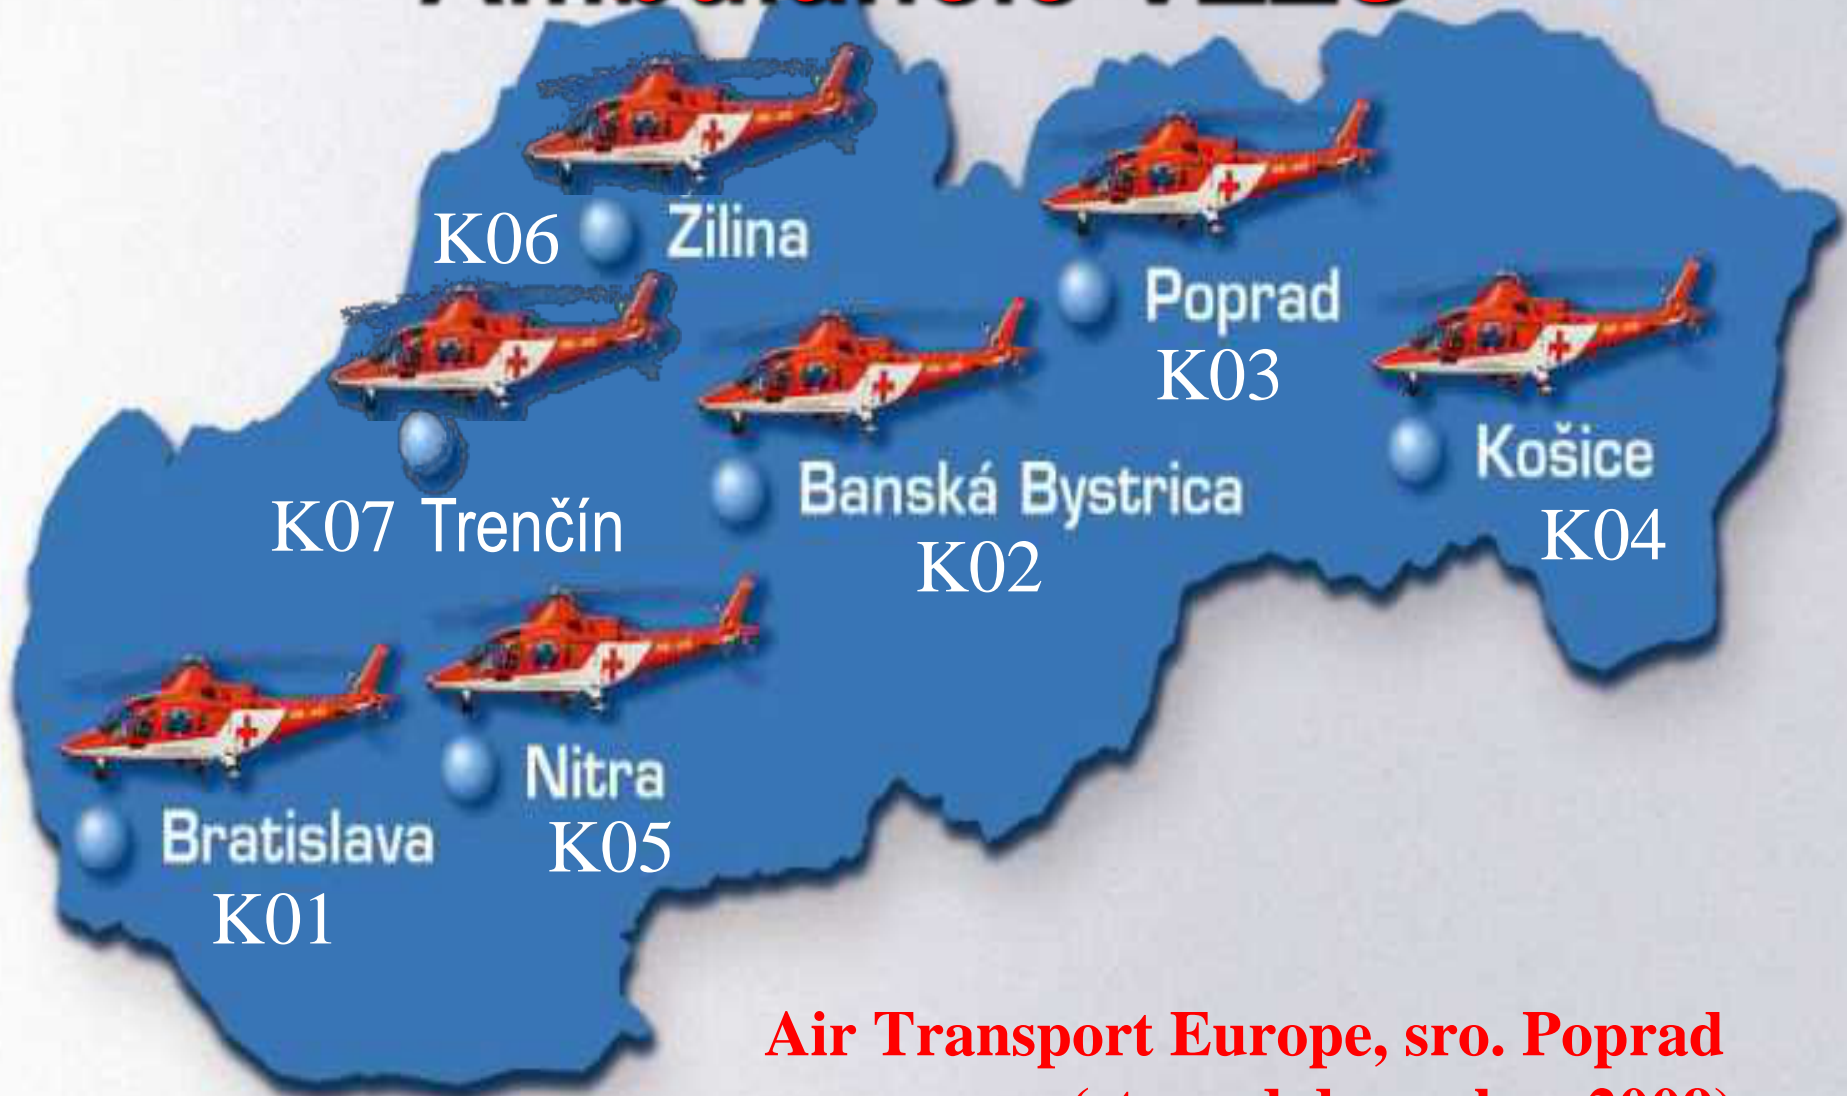 K06 Žilina
Poprad
K03
Košice
K04
K07 Trenčín
Banská Bystrica
K02
Nitra
K05
Bratislava
K01
Air Transport Europe, sro. Poprad